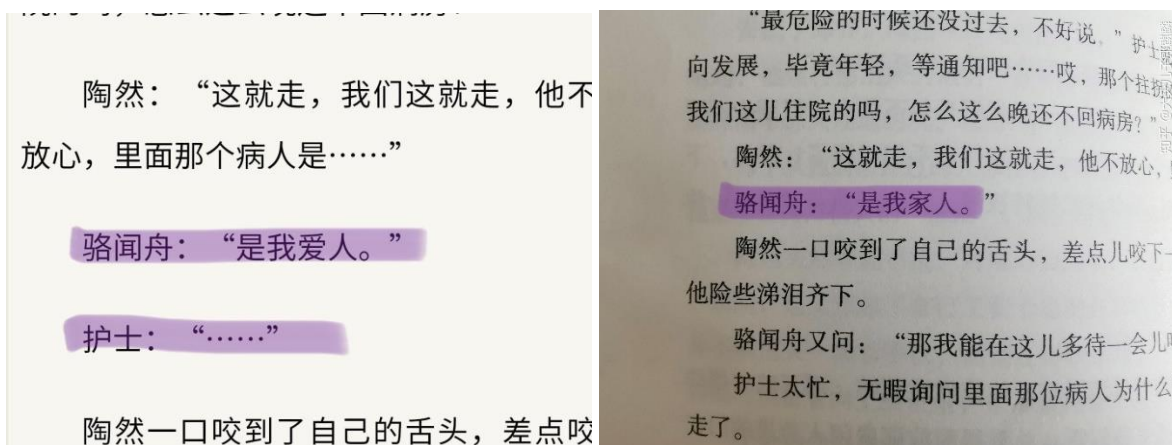 陶然：“这就走，我们这就走，他不
放心，里面那个病人是……”
骆闻舟：“是我爱人。”
护士：“……”
陶然一口咬到了自己的舌头，差点咬
“最危险的时候还没过去，不好说。”护士
向发展，毕竟年轻，等通知吧……哎，那个拄拐
我们这儿住院的吗，怎么这么晚还不回病房？”
陶然：“这就走，我们这就走，他不放心，
骆闻舟：“是我家人。”
陶然一口咬到了自己的舌头，差点儿咬下一
他险些涕泪齐下。
骆闻舟又问：“那我能在这儿多待一会儿
护士太忙，无暇询问里面那位病人为什么
走了。